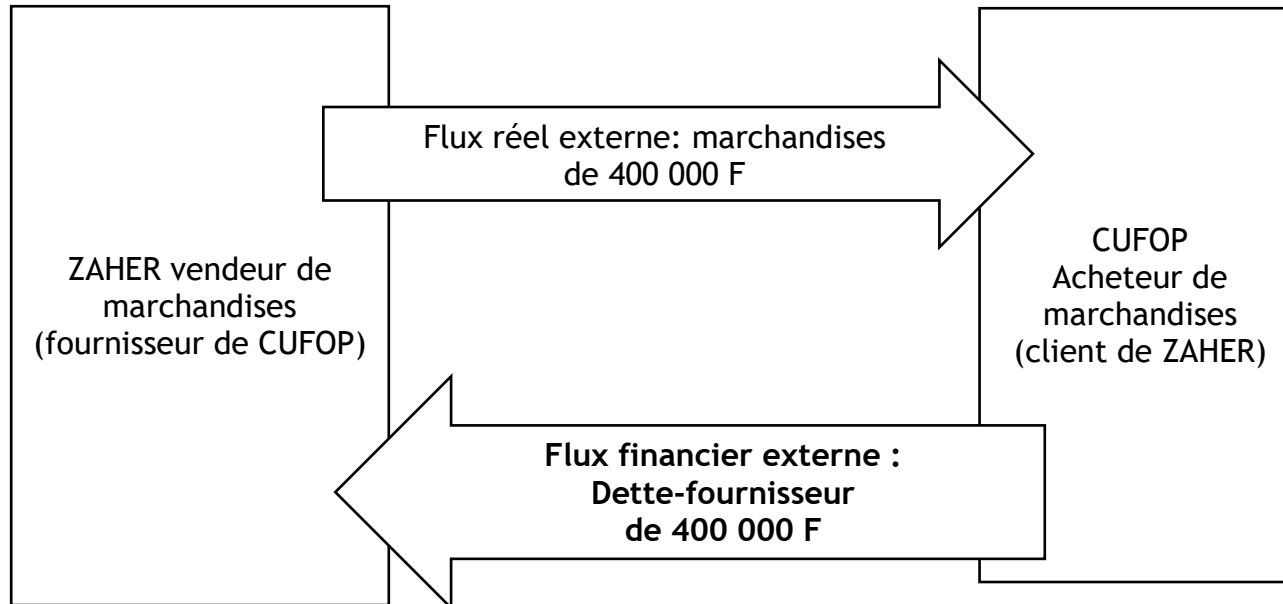 Flux réel externe: marchandises
de 400 000 F
ZAHER vendeur de
marchandises
(fournisseur de CUFOP)
CUFOP
Acheteur de
marchandises
(client de ZAHER)
Flux financier externe :
Dette-fournisseur
de 400 000 F